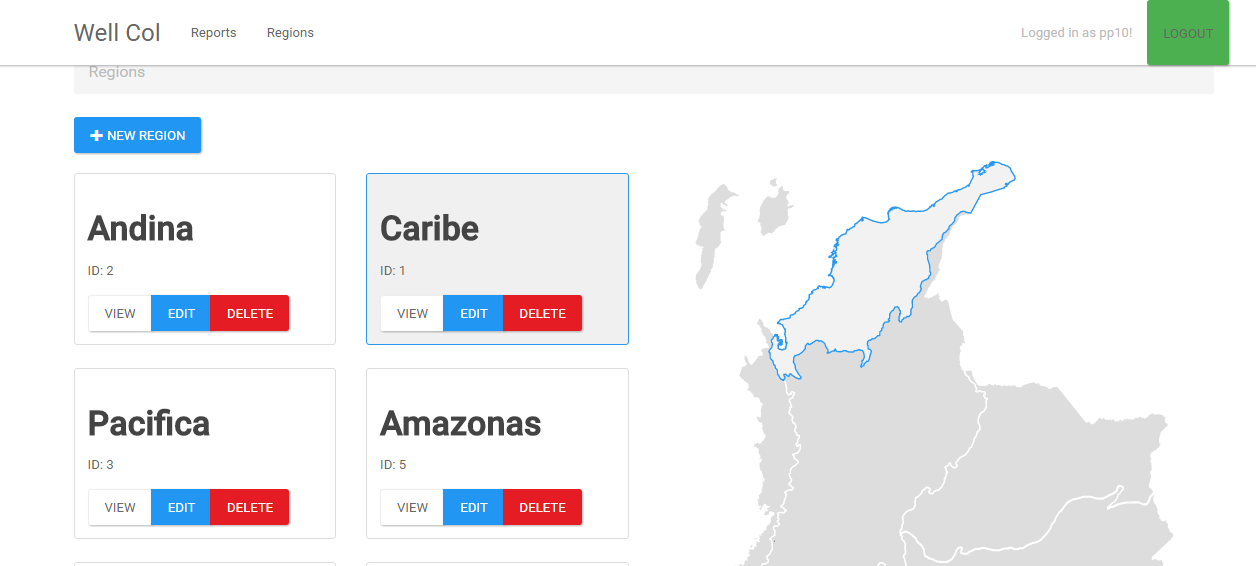 Well Col Reports Regions Logged in as pp10! LOGOUT
Regions
NEW REGION
Andina
ID: 2
VIEW EDIT DELETE
Caribe
ID: 1
VIEW EDIT DELETE
Pacifica
ID: 3
VIEW EDIT DELETE
Amazonas
ID: 5
VIEW EDIT DELETE